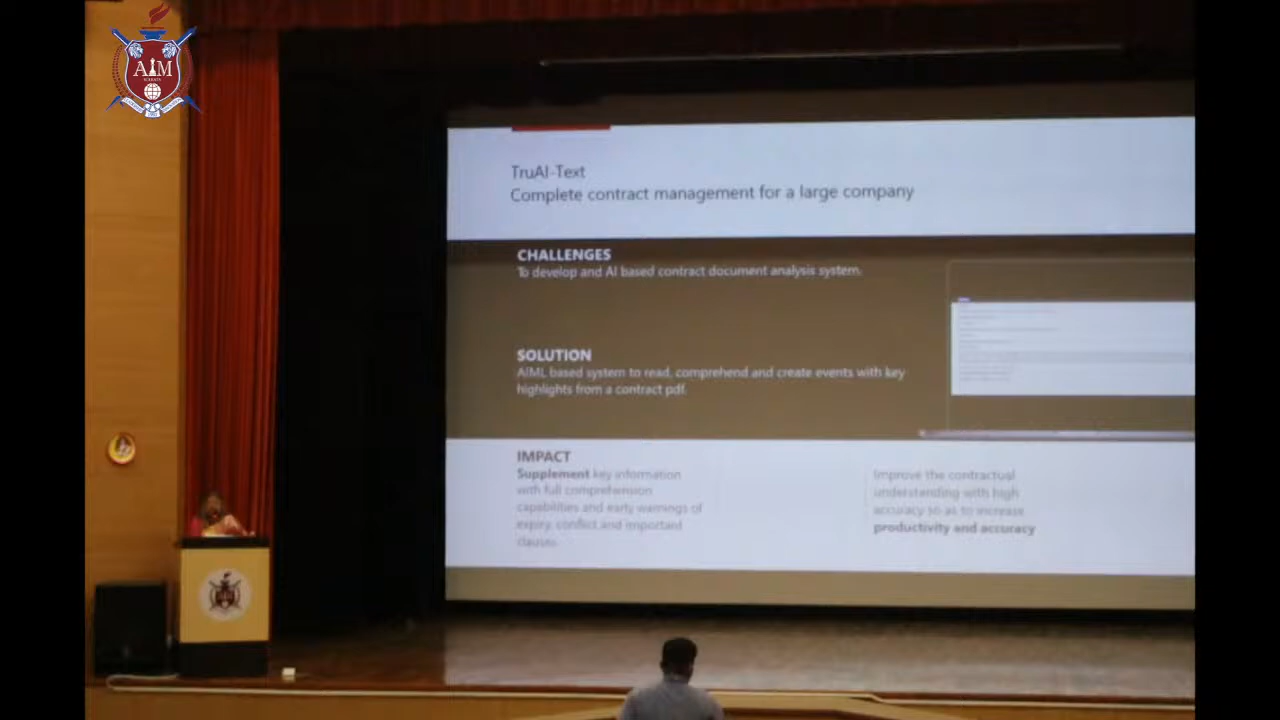 AIM
TruAI-Text
Complete contract management for a large company
CHALLENGES
To develop and AI based contract document analysis system.
SOLUTION
AIML based system to read, comprehend and create events with key
highlights from a contract pdf.
IMPACT
Supplement key information
with full comprehension
capabilities and early warnings of
expiry, conflict and important
clauses
Improve the contractual
understanding with high
accuracy so as to increase
productivity and accuracy